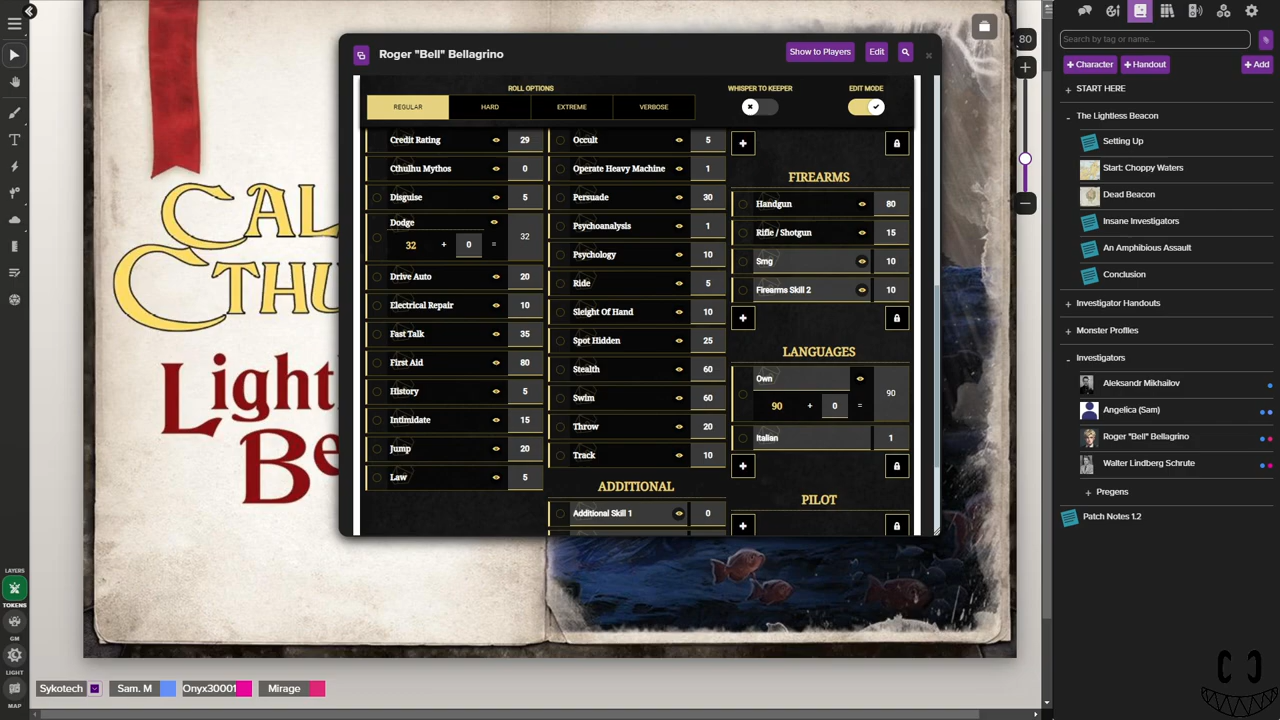 Roger "Bell" Bellagrino
Show to Players
Edit
ROLL OPTIONS
REGULAR
HARD
EXTREME
VERBOSE
WHISPER TO KEEPER
EDIT MODE
Credit Rating 29
Cthulhu Mythos 0
Disguise 5
Dodge
32 + 0 = 32
Drive Auto 20
Electrical Repair 10
Fast Talk 35
First Aid 80
History 5
Intimidate 15
Jump 20
Law 5
Occult 5
Operate Heavy Machine 1
Persuade 30
Psychoanalysis 1
Psychology 10
Ride 5
Sleight Of Hand 10
Spot Hidden 25
Stealth 60
Swim 60
Throw 20
Track 10
ADDITIONAL
Additional Skill 1 0
FIREARMS
Handgun 80
Rifle / Shotgun 15
Smg 10
Firearms Skill 2 10
LANGUAGES
Own
90 + 0 = 90
Italian 1
PILOT
CAL
CTHU
Light
Be
80
Search by tag or name...
+ Character
+ Handout
+ Add
START HERE
The Lightless Beacon
Setting Up
Start: Choppy Waters
Dead Beacon
Insane Investigators
An Amphibious Assault
Conclusion
Investigator Handouts
Monster Profiles
Investigators
Aleksandr Mikhailov
Angelica (Sam)
Roger "Bell" Bellagrino
Walter Lindberg Schrute
Pregens
Patch Notes 1.2
LAYERS
TOKENS
GM
LIGHT
MAP
Sykotech
Sam. M
Onyx30001
Mirage